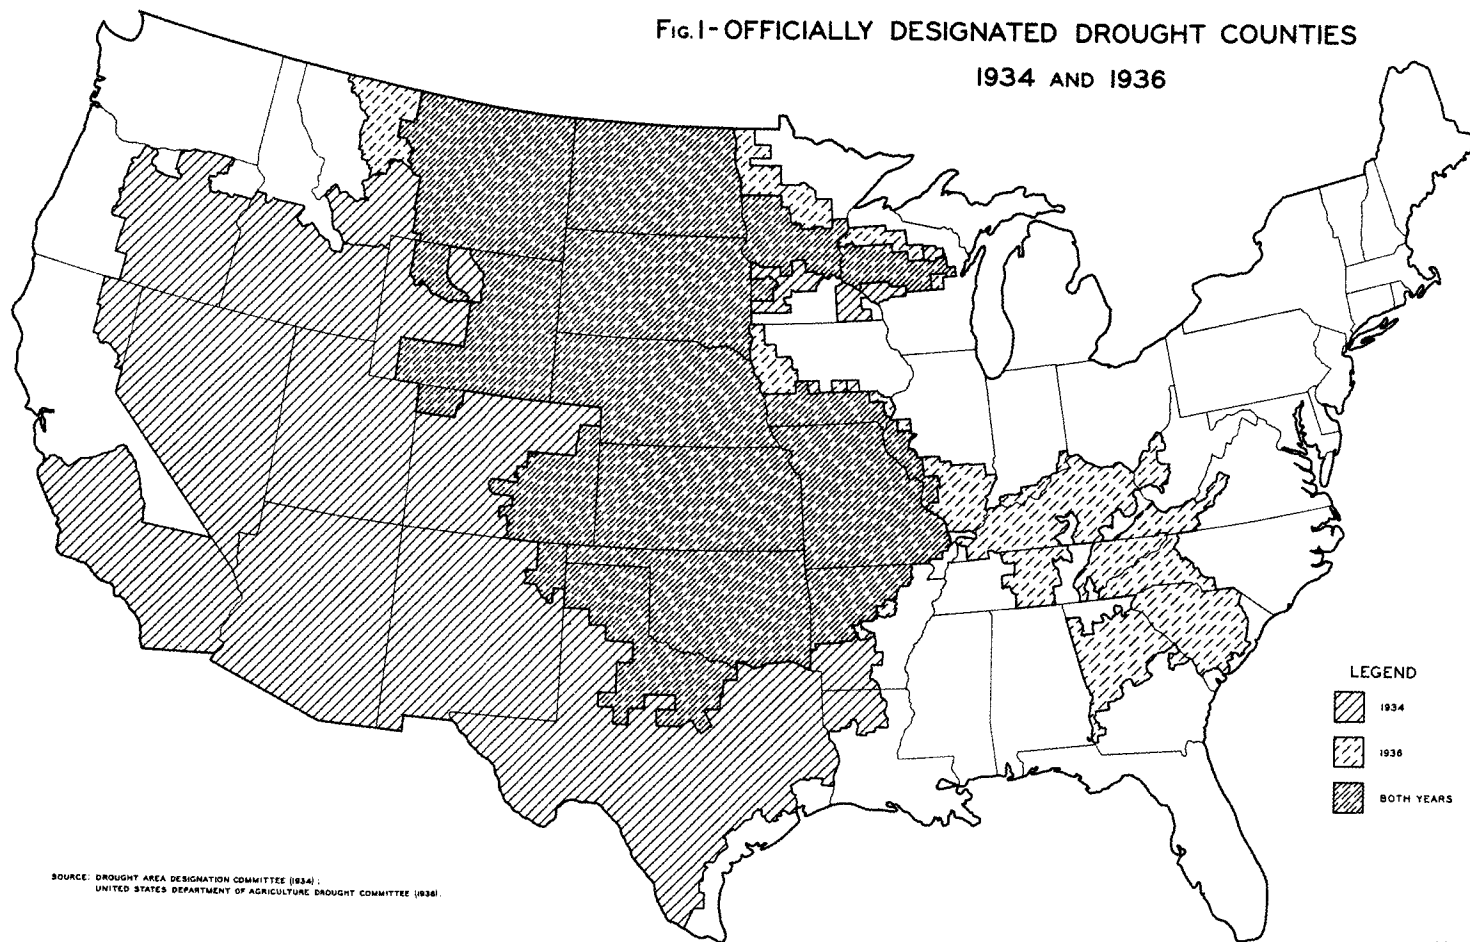 FIG. 1-OFFICIALLY DESIGNATED DROUGHT COUNTIES
1934 AND 1936
LEGEND
1934
1936
BOTH YEARS
SOURCE: DROUGHT AREA DESIGNATION COMMITTEE (1934);
UNITED STATES DEPARTMENT OF AGRICULTURE DROUGHT COMMITTEE (1936).